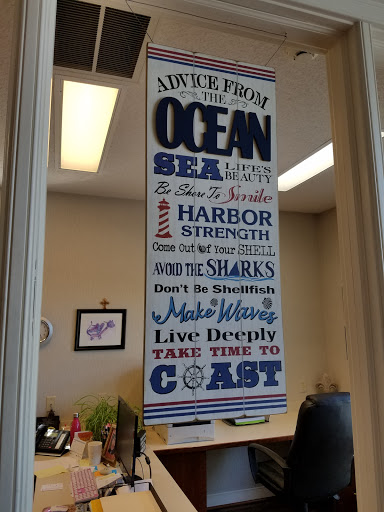 ADVICE FROM
THE
OCEAN
SEA LIFE'S
BEAUTY
Be Shore To Smile
HARBOR
STRENGTH
Come Out of Your SHELL
AVOID THE SHARKS
Don't Be Shellfish
Make Waves
Live Deeply
TAKE TIME TO
COAST